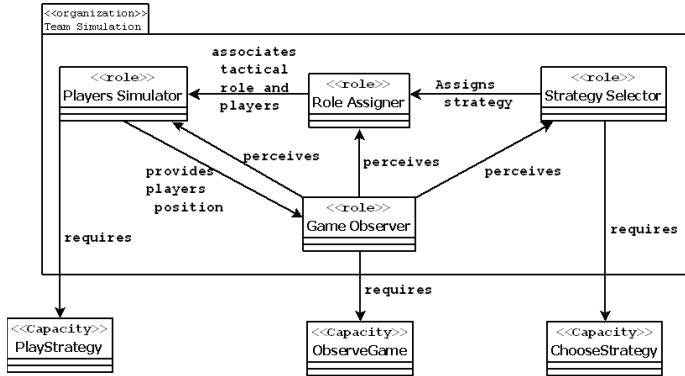 <<organization>>
Team Simulation
associates
tactical
role and
players
<<role>>
Players Simulator
<<role>>
Role Assigner
Assigns
strategy
<<role>>
Strategy Selector
provides
players
position
perceives
perceives
perceives
<<role>>
Game Observer
requires
requires
requires
<<Capacity>>
PlayStrategy
<<Capacity>>
ObserveGame
<<Capacity>>
ChooseStrategy